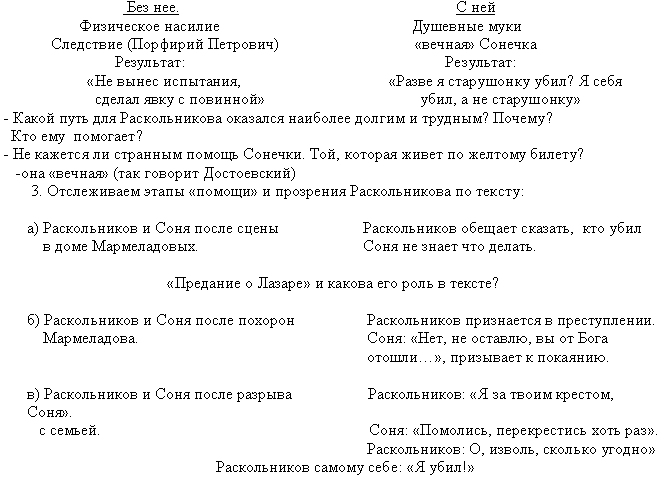 Без нее. С ней
Физическое насилие Душевные муки
Следствие (Порфирий Петрович) «вечная» Сонечка
Результат: Результат:
«Не вынес испытания, «Разве я старушонку убил? Я себя
сделал явку с повинной» убил, а не старушонку»
- Какой путь для Раскольникова оказался наиболее долгим и трудным? Почему?
Кто ему помогает?
- Не кажется ли странным помощь Сонечки. Той, которая живет по желтому билету?
-она «вечная» (так говорит Достоевский)
3. Отслеживаем этапы «помощи» и прозрения Раскольникова по тексту:
а) Раскольников и Соня после сцены Раскольников обещает сказать, кто убил
в доме Мармеладовых. Соня не знает что делать.
«Предание о Лазаре» и какова его роль в тексте?
б) Раскольников и Соня после похорон Раскольников признается в преступлении.
Мармеладова. Соня: «Нет, не оставлю, вы от Бога
отошли…», призывает к покаянию.
в) Раскольников и Соня после разрыва Раскольников: «Я за твоим крестом,
Соня».
с семьей. Соня: «Помолись, перекрестись хоть раз».
Раскольников: О, изволь, сколько угодно»
Раскольников самому себе: «Я убил!»